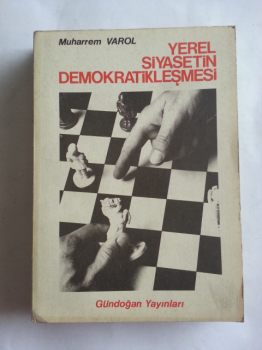 Muharrem VAROL
YEREL
SİYASETİN
DEMOKRATİKLEŞMESİ
Gündoğan Yayınları